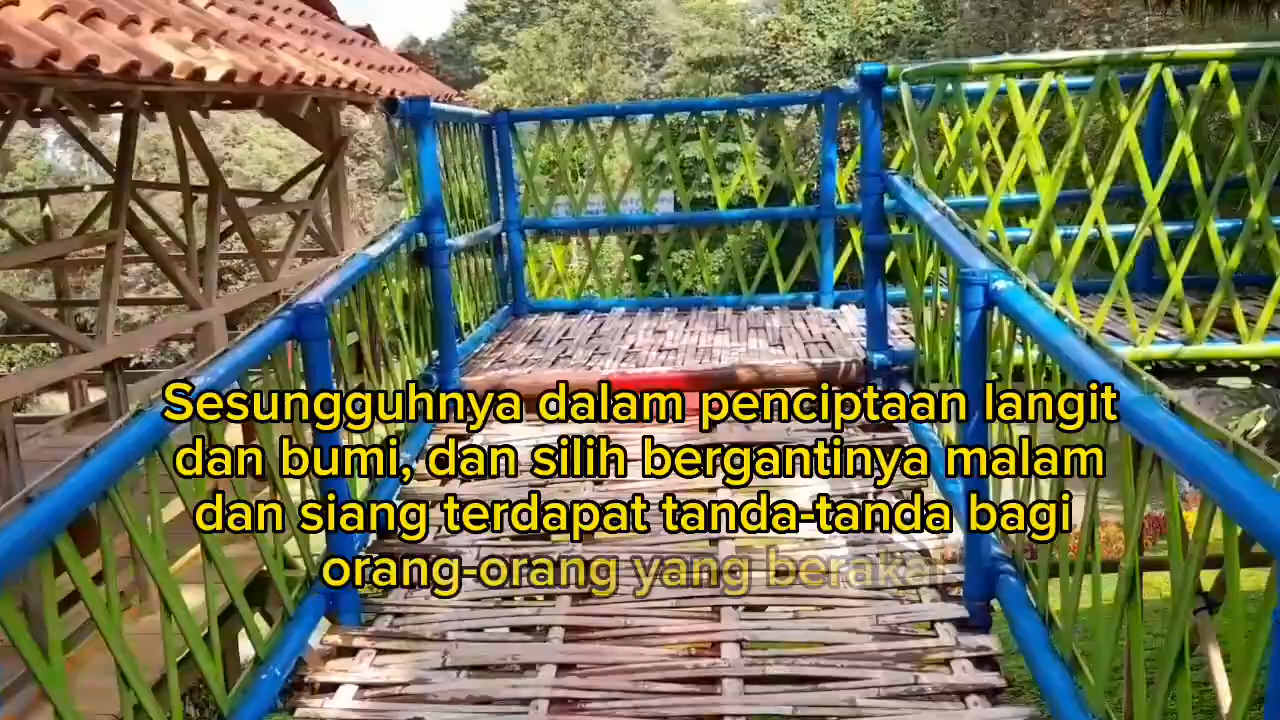 Sesungguhnya dalam penciptaan langit
dan bumi, dan silih bergantinya malam
dan siang terdapat tanda-tanda bagi
orang-orang yang berakal